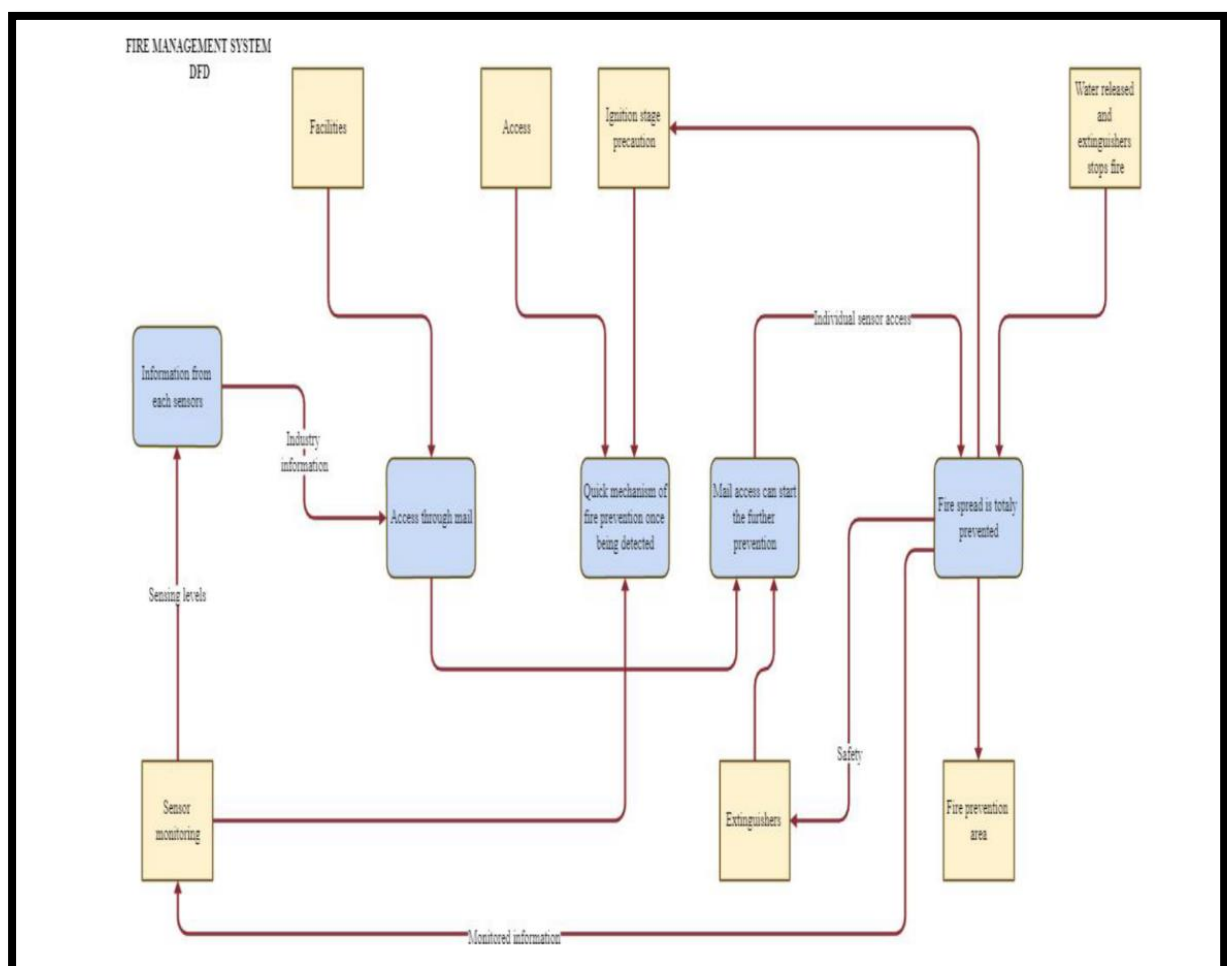 FIRE MANAGEMENT SYSTEM
DFD
Facilities
Access
Ignition stage
precaution
Water released
and
extinguishers
stops fire
Individual sensor access
Information from
each sensors
Industry
information
Access through mail
Quick mechanism of
fire prevention once
being detected
Mail access can start
the further
prevention
Fire spread is totaly
prevented
Sensing levels
Safety
Sensor
monitoring
Extinguishers
Fire prevention
area
Monitored information